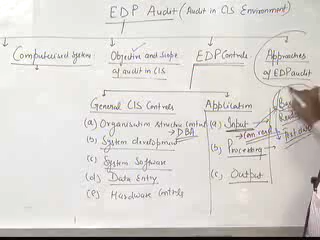 EDP Audit (Audit in CIS Environment)
Computerised System
Objective and Scope
of audit in CIS
EDP Controls
Approaches
of EDP audit
General CIS Controls
(a) Organisation structure control
→ DBA
(b) System development
(c) System Software
(d) Data Entry
(e) Hardware Controls
Application
(a) Input
(b) Processing
(c) Output
Test data